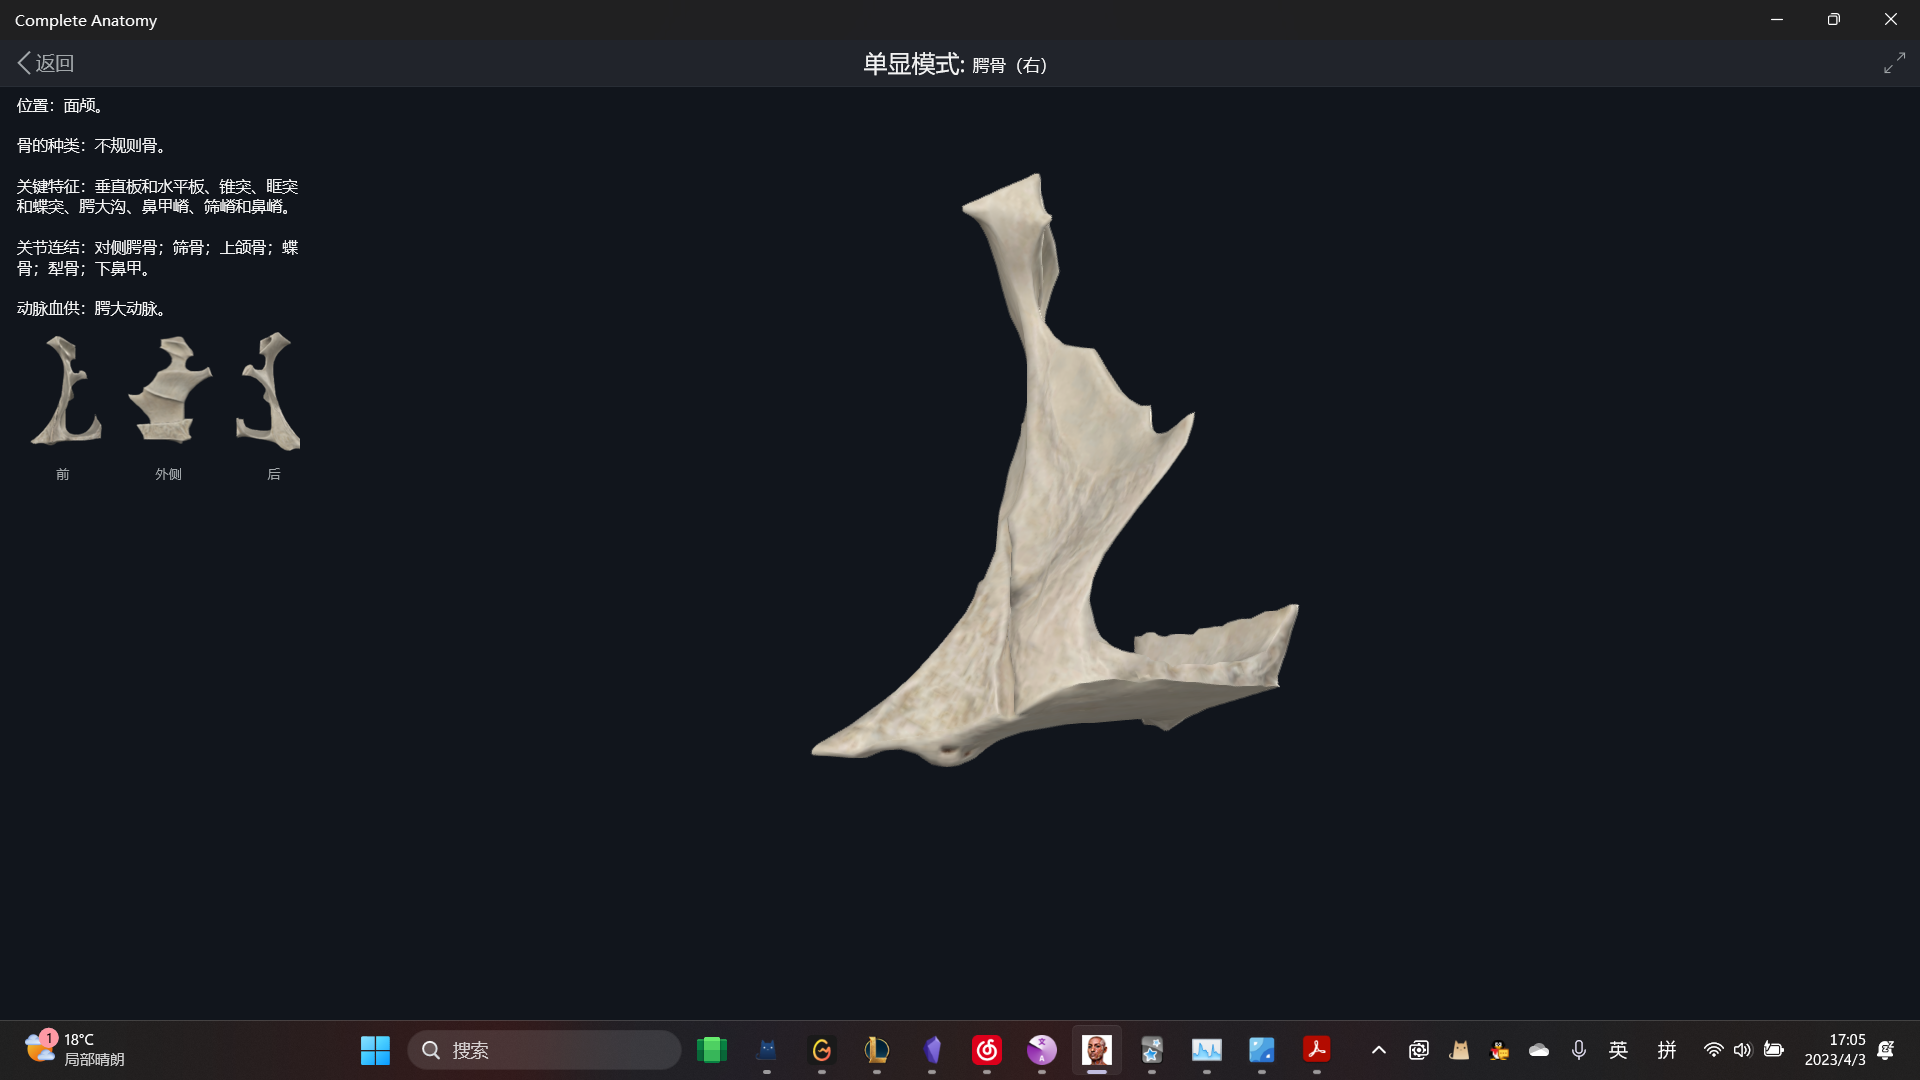 Complete Anatomy
返回
单显模式: 腭骨（右）
位置：面颅。
骨的种类：不规则骨。
关键特征：垂直板和水平板、锥突、眶突
和蝶突、腭大沟、鼻甲嵴、筛嵴和鼻嵴。
关节连结：对侧腭骨；筛骨；上颌骨；蝶
骨；犁骨；下鼻甲。
动脉血供：腭大动脉。
前
外侧
后
1
18°C
局部晴朗
搜索
英
拼
17:05
2023/4/3